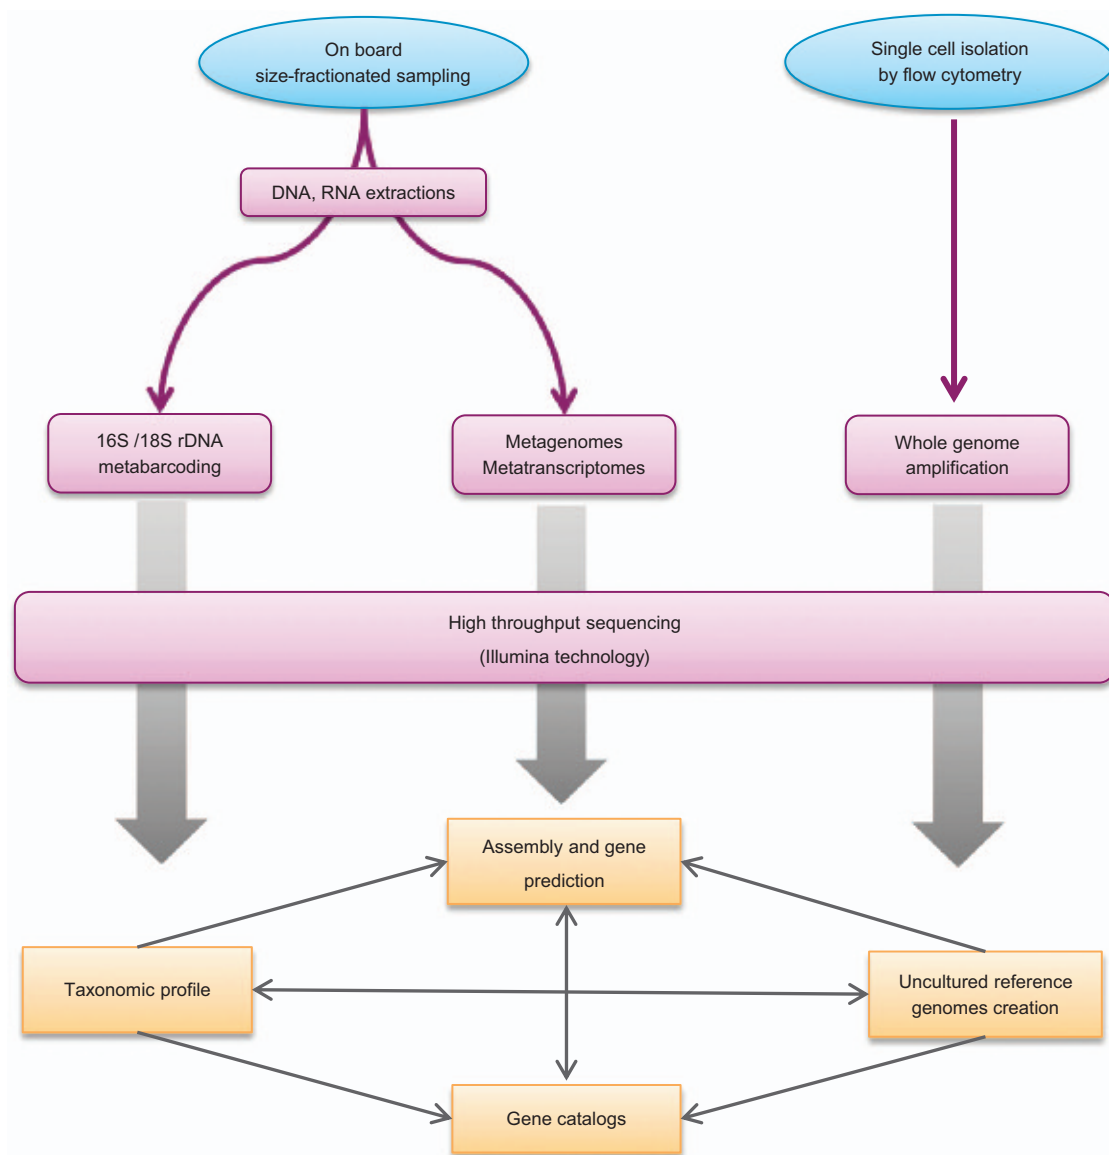 On board
size-fractionated sampling
Single cell isolation
by flow cytometry
DNA, RNA extractions
16S /18S rDNA
metabarcoding
Metagenomes
Metatranscriptomes
Whole genome
amplification
High throughput sequencing
(Illumina technology)
Assembly and gene
prediction
Taxonomic profile
Uncultured reference
genomes creation
Gene catalogs